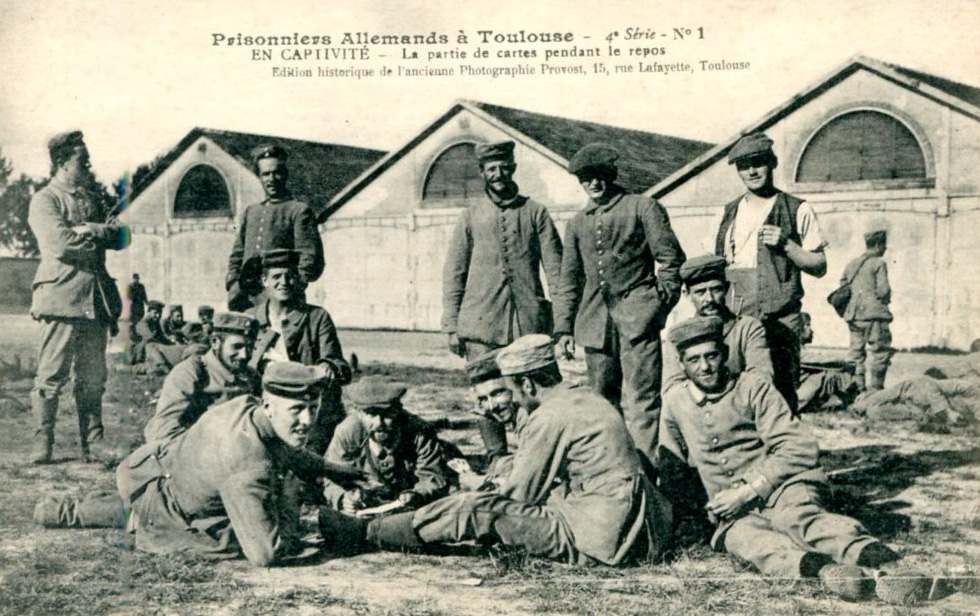 Prisonniers Allemands à Toulouse - 4e Série - No 1
EN CAPTIVITÉ - La partie de cartes pendant le repos
Edition historique de l'ancienne Photographie Provost, 15, rue Lafayette, Toulouse